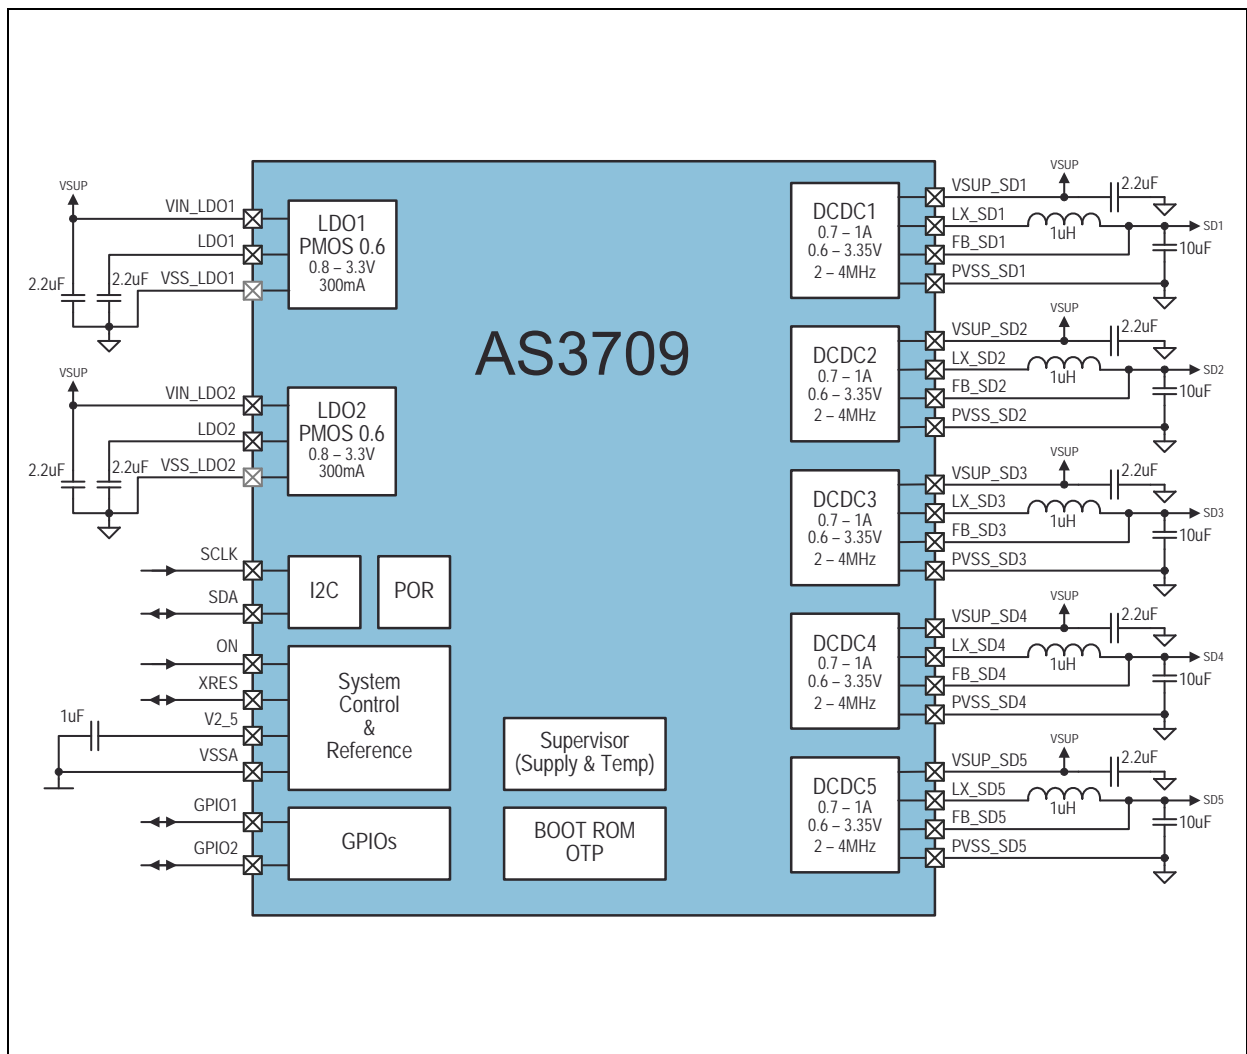 AS3709
VSUP
VIN_LDO1
LDO1
VSS_LDO1
2.2uF
2.2uF
LDO1
PMOS 0.6
0.8 – 3.3V
300mA
VSUP
VIN_LDO2
LDO2
VSS_LDO2
2.2uF
2.2uF
LDO2
PMOS 0.6
0.8 – 3.3V
300mA
SCLK
SDA
I2C
POR
ON
XRES
V2_5
VSSA
1uF
System
Control
&
Reference
GPIO1
GPIO2
GPIOs
Supervisor
(Supply & Temp)
BOOT ROM
OTP
DCDC1
0.7 – 1A
0.6 – 3.35V
2 – 4MHz
VSUP_SD1
LX_SD1
FB_SD1
PVSS_SD1
VSUP
2.2uF
1uH
SD1
10uF
DCDC2
0.7 – 1A
0.6 – 3.35V
2 – 4MHz
VSUP_SD2
LX_SD2
FB_SD2
PVSS_SD2
VSUP
2.2uF
1uH
SD2
10uF
DCDC3
0.7 – 1A
0.6 – 3.35V
2 – 4MHz
VSUP_SD3
LX_SD3
FB_SD3
PVSS_SD3
VSUP
2.2uF
1uH
SD3
10uF
DCDC4
0.7 – 1A
0.6 – 3.35V
2 – 4MHz
VSUP_SD4
LX_SD4
FB_SD4
PVSS_SD4
VSUP
2.2uF
1uH
SD4
10uF
DCDC5
0.7 – 1A
0.6 – 3.35V
2 – 4MHz
VSUP_SD5
LX_SD5
FB_SD5
PVSS_SD5
VSUP
2.2uF
1uH
SD5
10uF